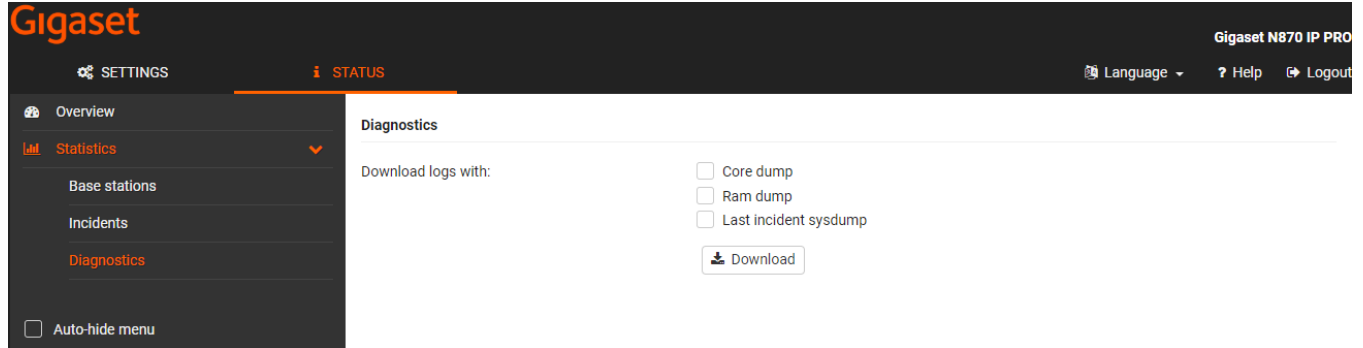 Gigaset
Gigaset N870 IP PRO
SETTINGS
STATUS
Language
? Help
Logout
Overview
Statistics
Base stations
Incidents
Diagnostics
Auto-hide menu
Diagnostics
Download logs with:
Core dump
Ram dump
Last incident sysdump
Download